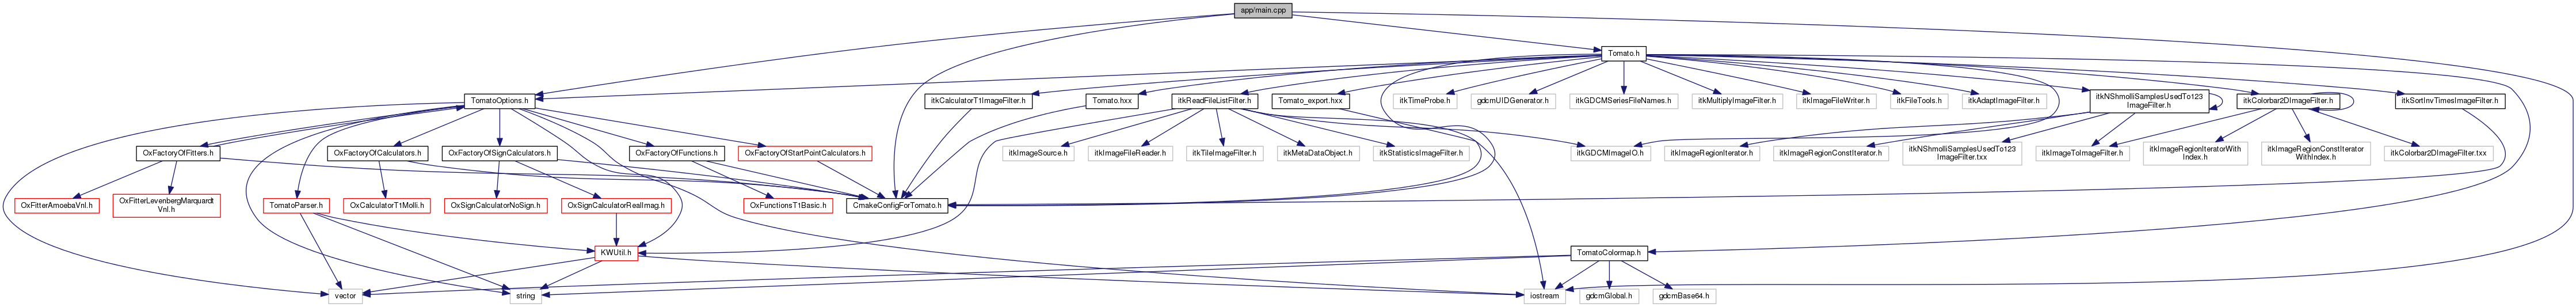 app/main.cpp
Tomato.h
TomatoOptions.h
itkCalculatorT1ImageFilter.h
Tomato.hxx
itkReadFileListFilter.h
Tomato_export.hxx
itkTimeProbe.h
gdcmUIDGenerator.h
itkGDCMSeriesFileNames.h
itkMultiplyImageFilter.h
itkImageFileWriter.h
itkFileTools.h
itkAdaptImageFilter.h
itkNShmolliSamplesUsedTo123
ImageFilter.h
itkColorbar2DImageFilter.h
itkSortInvTimesImageFilter.h
OxFactoryOfFitters.h
OxFactoryOfCalculators.h
OxFactoryOfSignCalculators.h
OxFactoryOfFunctions.h
OxFactoryOfStartPointCalculators.h
itkImageSource.h
itkImageFileReader.h
itkTileImageFilter.h
itkMetaDataObject.h
itkStatisticsImageFilter.h
itkGDCMImageIO.h
itkImageRegionIterator.h
itkImageRegionConstIterator.h
itkNShmolliSamplesUsedTo123
ImageFilter.txx
itkImageToImageFilter.h
itkImageRegionIteratorWith
Index.h
itkImageRegionConstIterator
WithIndex.h
itkColorbar2DImageFilter.txx
OxFitterAmoebaVnl.h
OxFitterLevenbergMarquardt
Vnl.h
TomatoParser.h
OxCalculatorT1Molli.h
OxSignCalculatorNoSign.h
OxSignCalculatorRealImag.h
OxFunctionsT1Basic.h
CmakeConfigForTomato.h
KWUtil.h
TomatoColormap.h
vector
string
iostream
gdcmGlobal.h
gdcmBase64.h